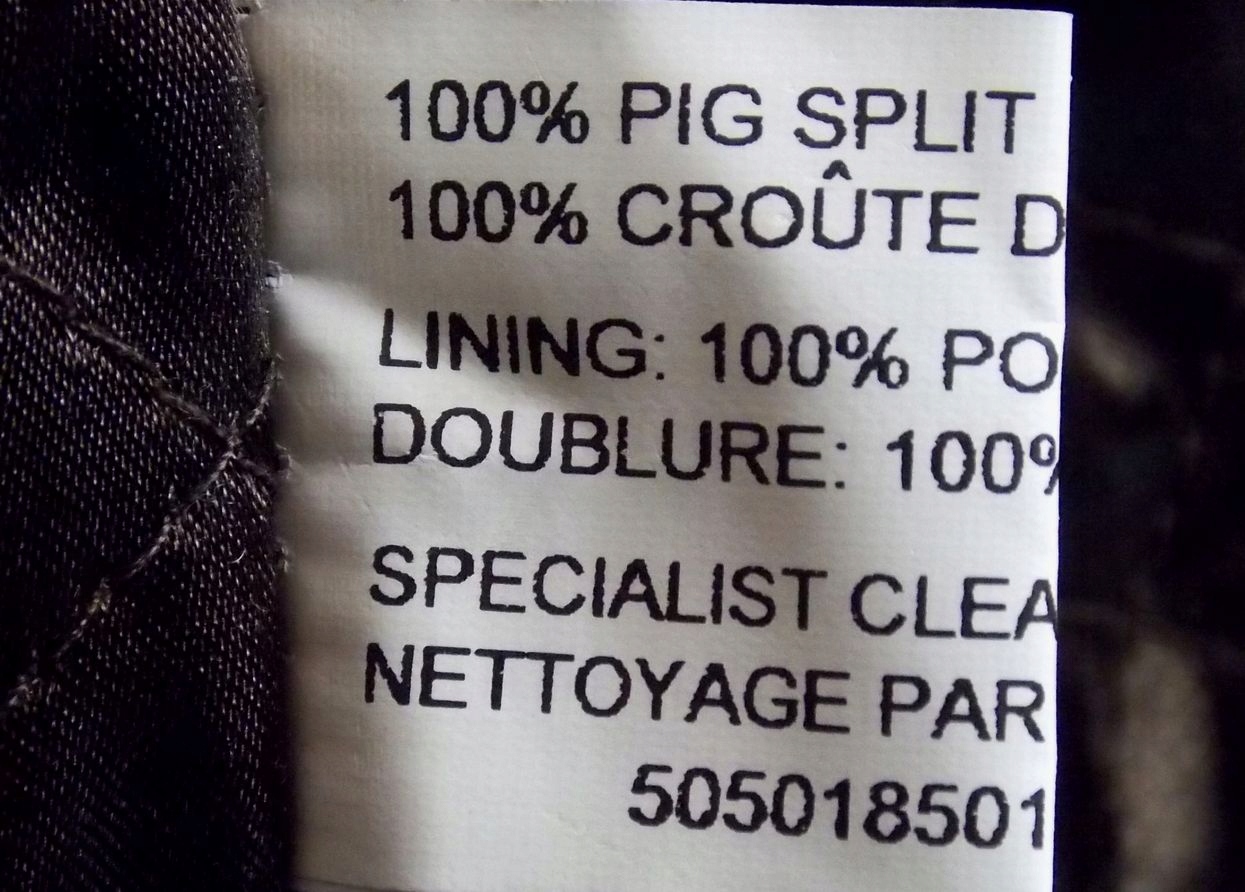 100% PIG SPLIT
100% CROÛTE D
LINING: 100% PO
DOUBLURE: 100%
SPECIALIST CLEA
NETTOYAGE PAR
505018501